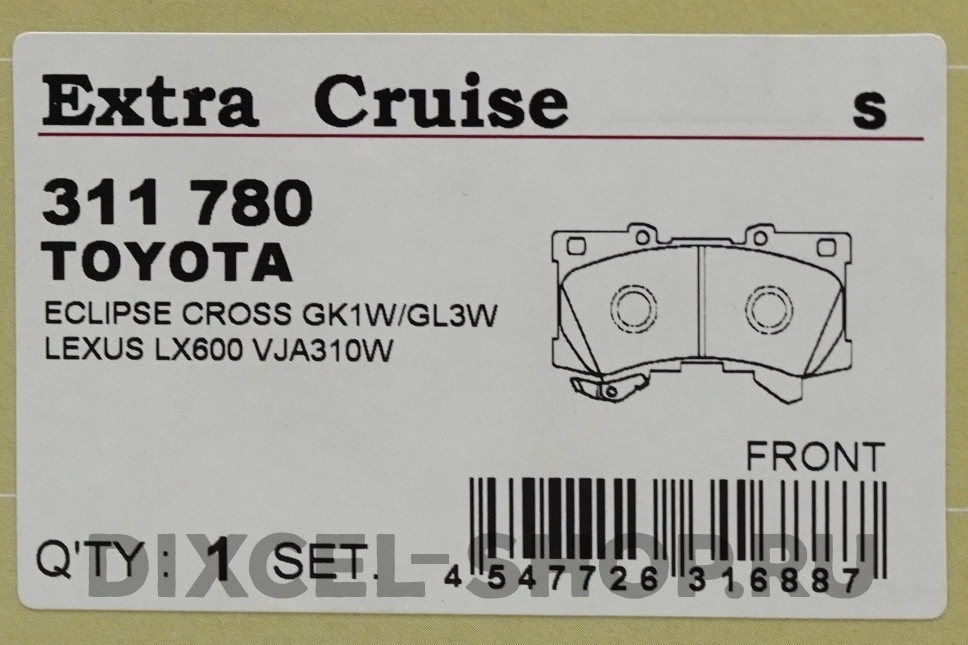 Extra Cruise s
311 780
TOYOTA
ECLIPSE CROSS GK1W/GL3W
LEXUS LX600 VJA310W
FRONT
Q'TY : 1 SET.
4 547726 316887
DIXCEL-SHOP.RU